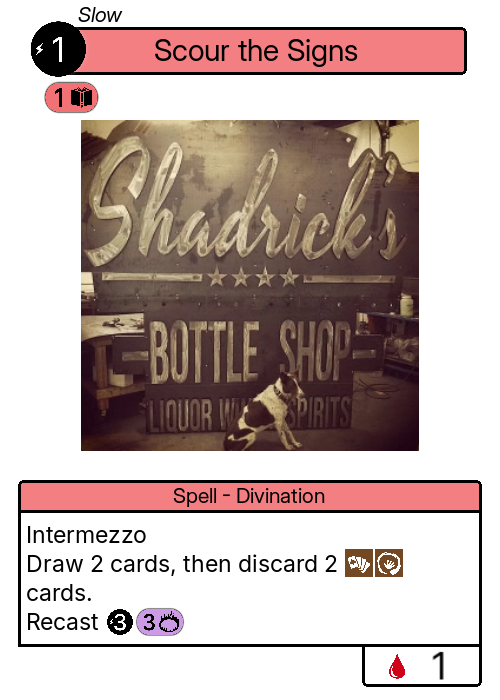 Slow
1 Scour the Signs
1
Shadrick's
BOTTLE SHOP
LIQUOR WINE SPIRITS
Spell - Divination
Intermezzo
Draw 2 cards, then discard 2
cards.
Recast 3 3
1